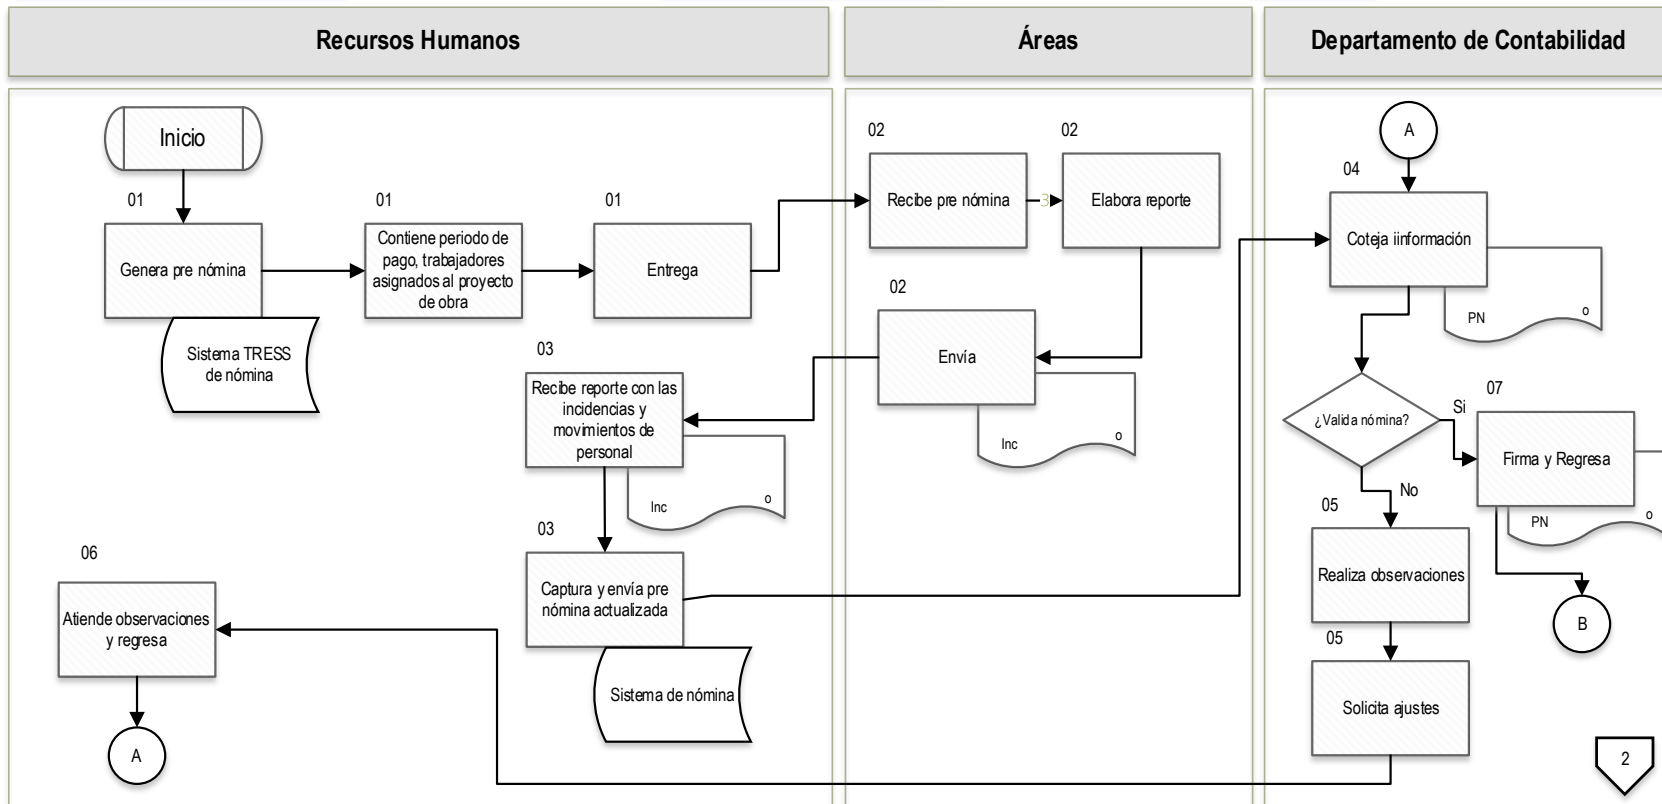 Recursos Humanos
Áreas
Departamento de Contabilidad
Inicio
01
Genera pre nómina
Sistema TRESS
de nómina
01
Contiene periodo de
pago, trabajadores
asignados al proyecto
de obra
01
Entrega
02
Recibe pre nómina
3
02
Elabora reporte
02
Envía
Inc
o
03
Recibe reporte con las
incidencias y
movimientos de
personal
Inc
o
03
Captura y envía pre
nómina actualizada
Sistema de nómina
A
04
Coteja iinformación
PN
o
¿Valida nómina?
Si
07
Firma y Regresa
PN
o
B
No
05
Realiza observaciones
05
Solicita ajustes
06
Atiende observaciones
y regresa
A
2